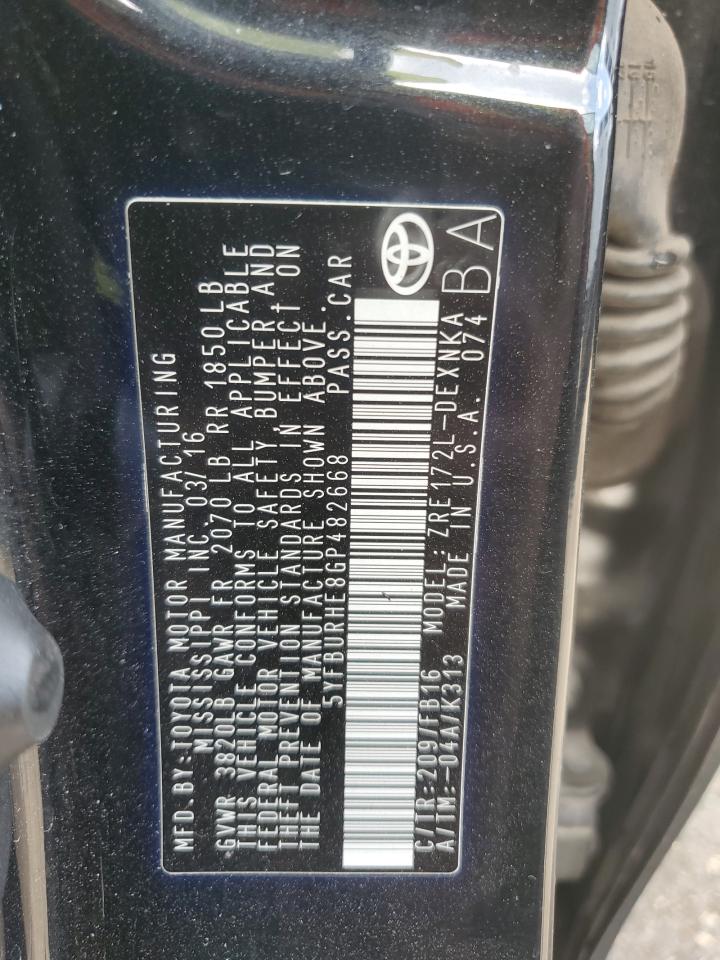 MFD.BY:TOYOTA MOTOR MANUFACTURING
MISSISSIPPI INC. 03/16
GVWR 3820LB GAWR FR 2070 LB RR 1850 LB
THIS VEHICLE CONFORMS TO ALL APPLICABLE
FEDERAL MOTOR VEHICLE SAFETY, BUMPER AND
THEFT PREVENTION STANDARDS IN EFFECT ON
THE DATE OF MANUFACTURE SHOWN ABOVE.
5YFBURHE8GP482668 PASS.CAR
C/TR:209/FB16 MODEL:ZRE172L-DEXNKA
A/TM:-04A/K313 MADE IN U.S.A. 074
BA